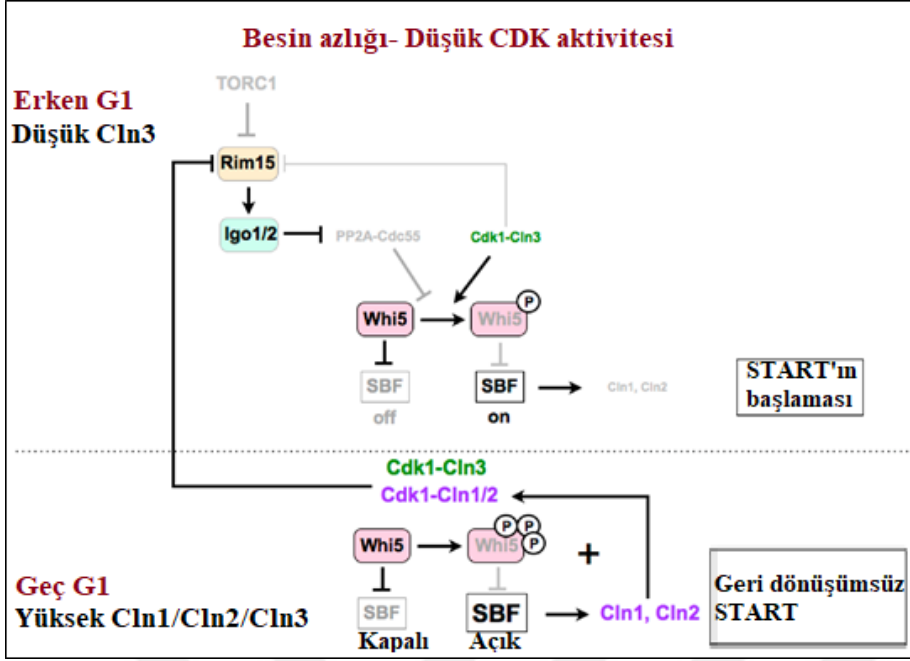 Besin azlığı- Düşük CDK aktivitesi
TORC1
Erken G1
Düşük Cln3
Rim15
Igo1/2
PP2A-Cdc55
Cdk1-Cln3
P
Whi5
Whi5
SBF
SBF
Cln1, Cln2
off
on
START'ın
başlaması
Cdk1-Cln3
Cdk1-Cln1/2
P P
P
Whi5
Whi5
+
Geç G1
Yüksek Cln1/Cln2/Cln3
SBF
SBF
Cln1, Cln2
Kapalı
Açık
Geri dönüşümsüz
START